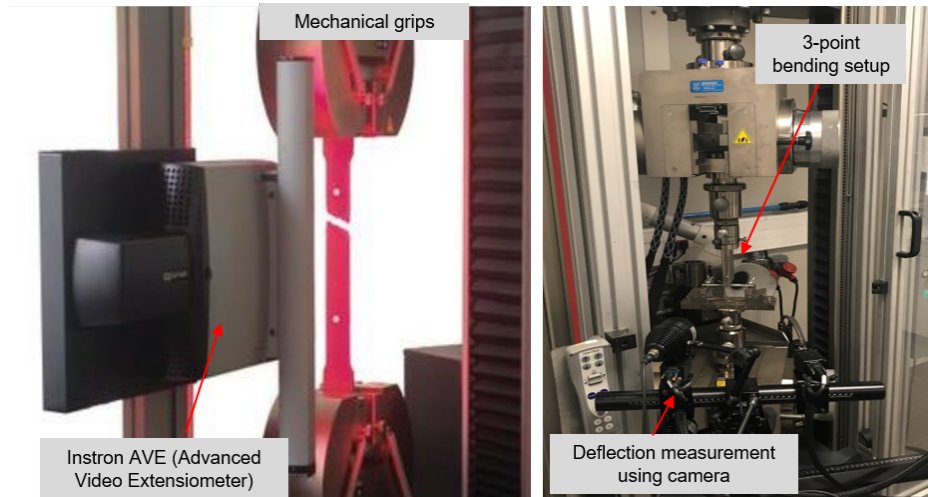 Mechanical grips
3-point
bending setup
Instron AVE (Advanced
Video Extensiometer)
Deflection measurement
using camera